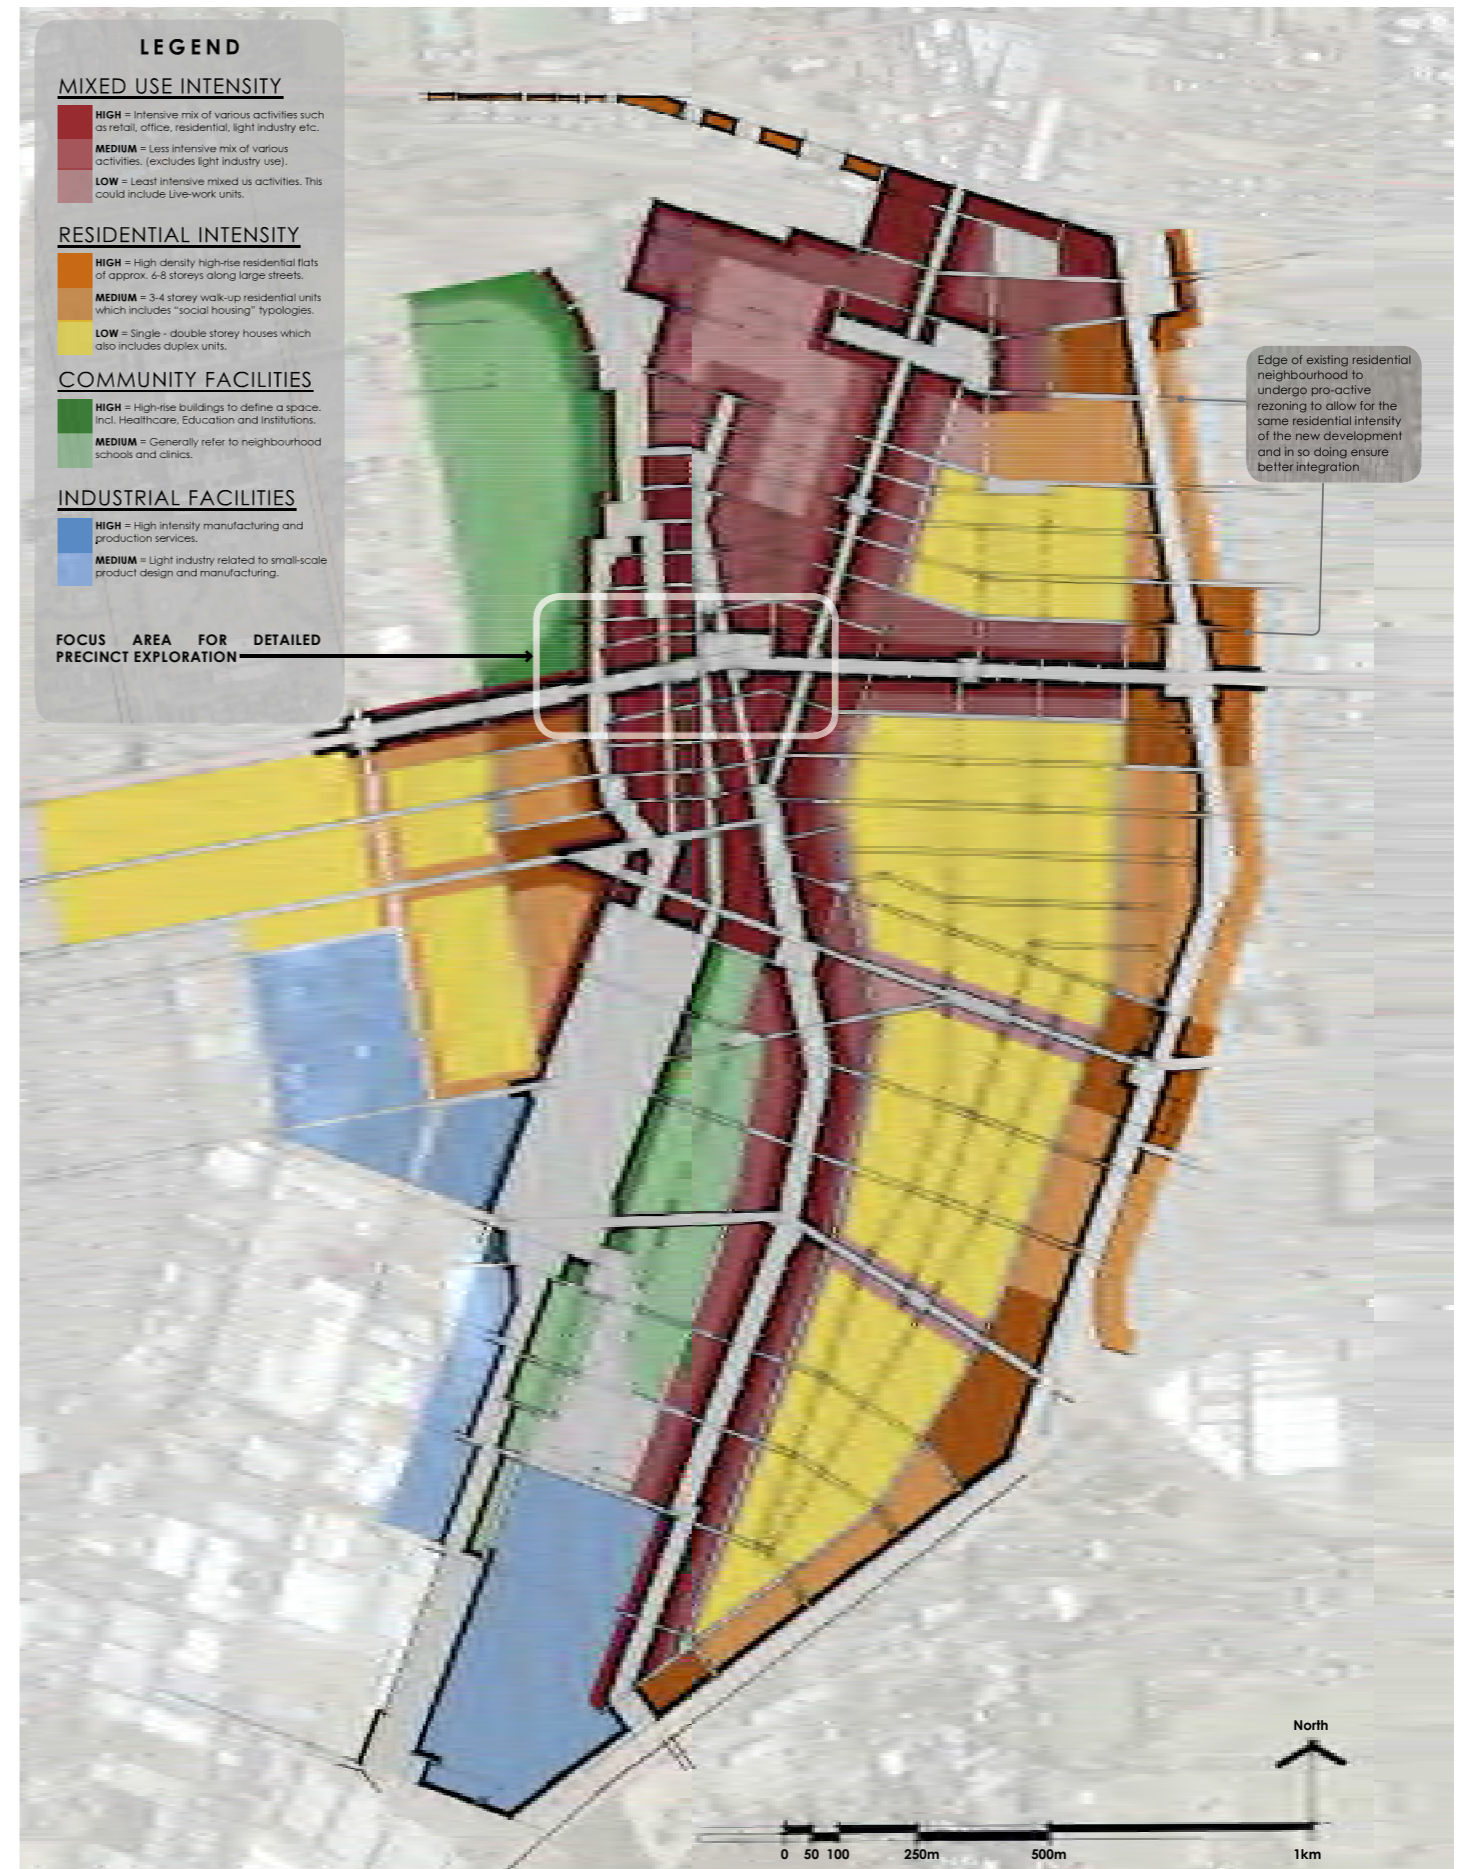 LEGEND
MIXED USE INTENSITY
HIGH = Intensive mix of various activities such
as retail, office, residential, light industry etc.
MEDIUM = Less intensive mix of various
activities. (excludes light industry use).
LOW = Least intensive mixed us activities. This
could include Live-work units.
RESIDENTIAL INTENSITY
HIGH = High density high-rise residential flats
of approx. 6-8 storeys along large streets.
MEDIUM = 3-4 storey walk-up residential units
which includes “social housing” typologies.
LOW = Single - double storey houses which
also includes duplex units.
COMMUNITY FACILITIES
HIGH = High-rise buildings to define a space.
Incl. Healthcare, Education and Institutions.
MEDIUM = Generally refer to neighbourhood
schools and clinics.
INDUSTRIAL FACILITIES
HIGH = High intensity manufacturing and
production services.
MEDIUM = Light industry related to small-scale
product design and manufacturing.
FOCUS AREA FOR DETAILED
PRECINCT EXPLORATION
Edge of existing residential
neighbourhood to
undergo pro-active
rezoning to allow for the
same residential intensity
of the new development
and in so doing ensure
better integration
North
0 50 100 250m 500m 1km